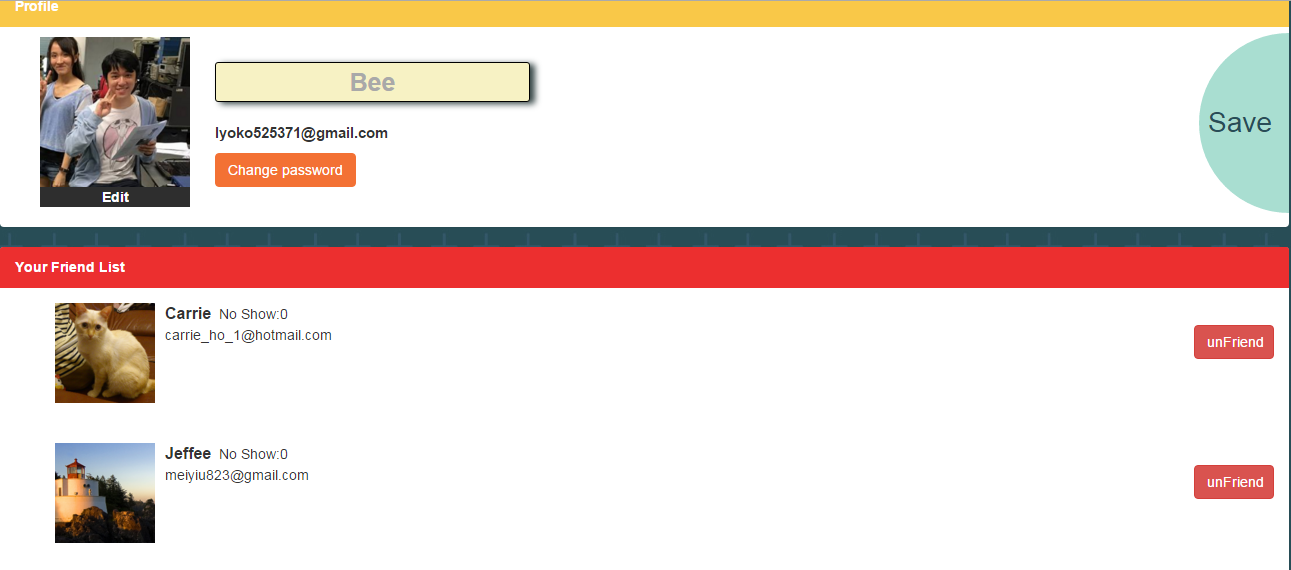 Profile
Bee
lyoko525371@gmail.com
Change password
Edit
Save
Your Friend List
Carrie No Show:0
carrie_ho_1@hotmail.com
unFriend
Jeffee No Show:0
meiyiu823@gmail.com
unFriend